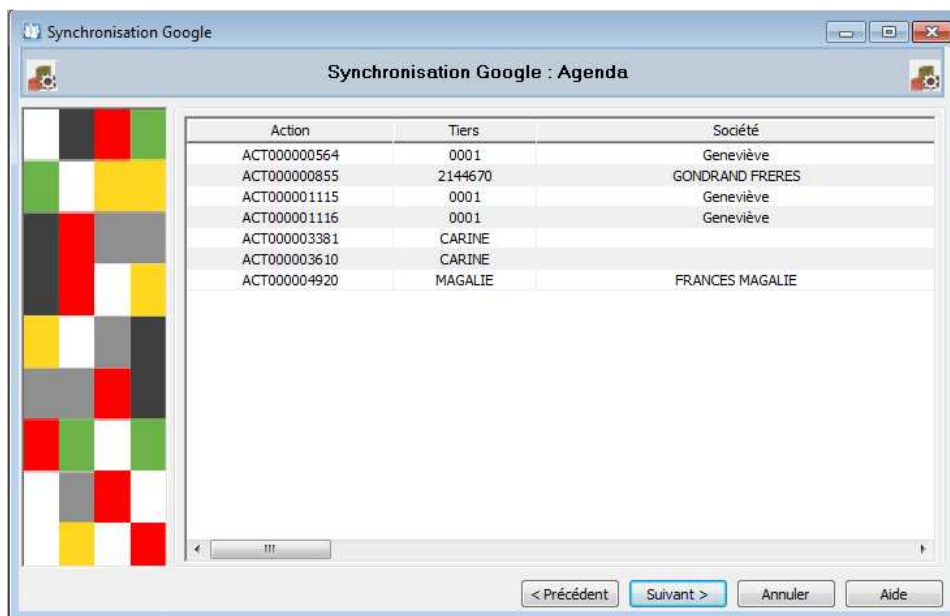 Synchronisation Google
Synchronisation Google : Agenda
Action Tiers Société
ACT000000564 0001 Geneviève
ACT000000855 2144670 GONDRAND FRERES
ACT000001115 0001 Geneviève
ACT000001116 0001 Geneviève
ACT000003381 CARINE
ACT000003610 CARINE
ACT000004920 MAGALIE FRANCES MAGALIE
< Précédent Suivant > Annuler Aide